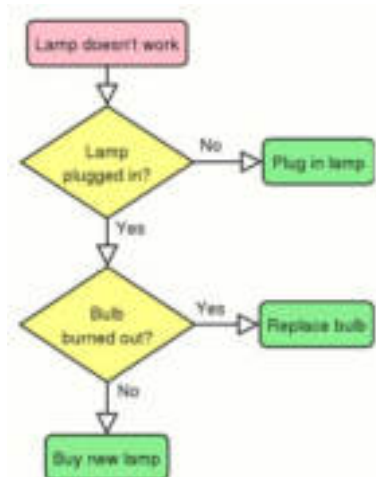 Lamp doesn't work
Lamp
plugged in?
No
Plug in lamp
Yes
Bulb
burned out?
Yes
Replace bulb
No
Buy new lamp